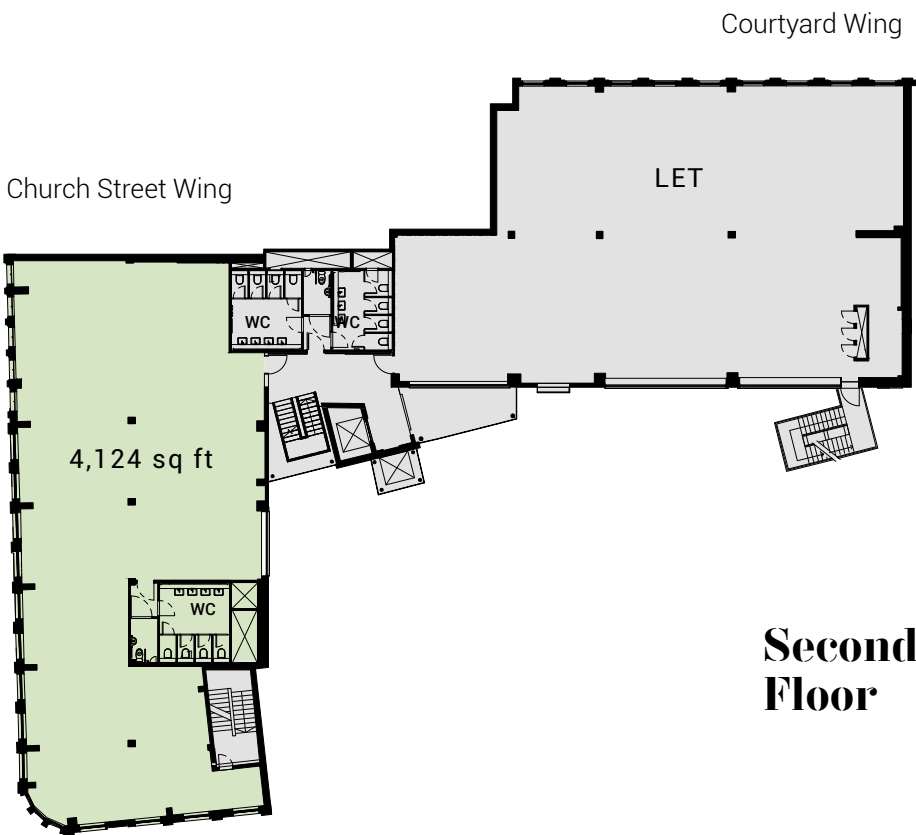 Courtyard Wing
LET
Church Street Wing
WC
WC
4,124 sq ft
WC
Second
Floor